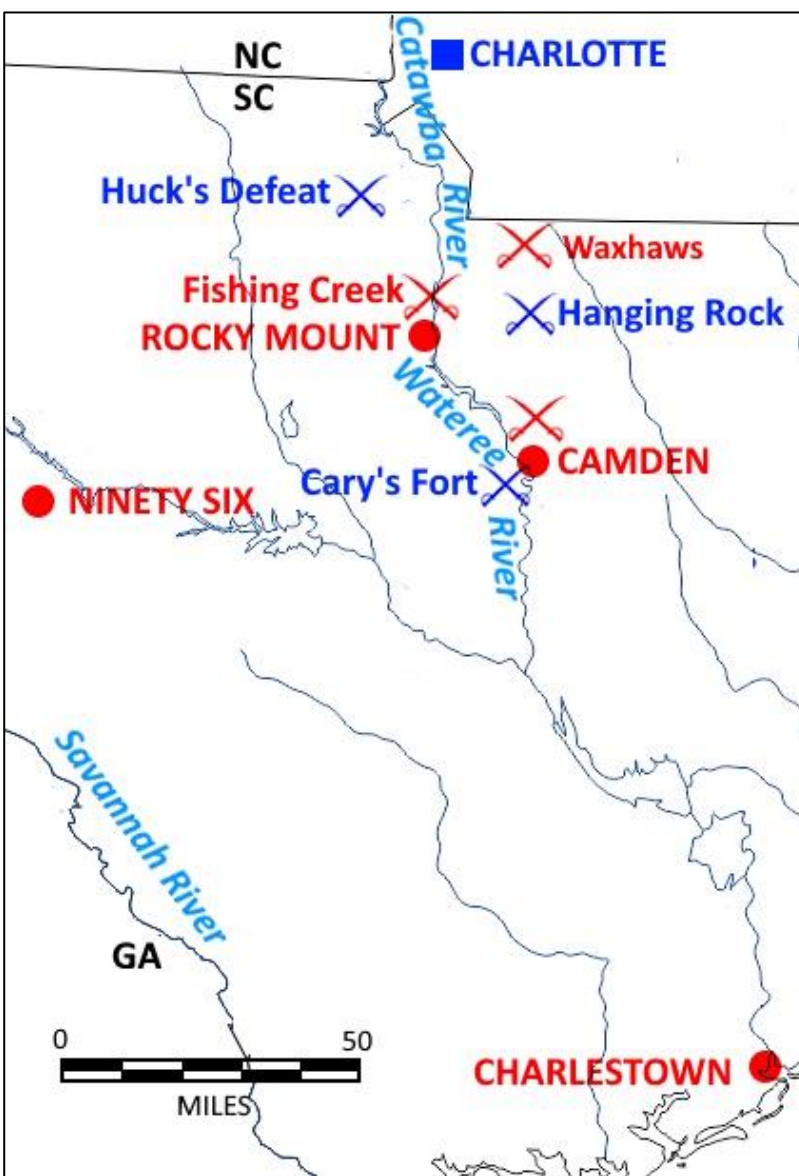 NC
CHARLOTTE
SC
Catawba
River
Huck's Defeat
Waxhaws
Fishing Creek
Hanging Rock
ROCKY MOUNT
Wateree
River
CAMDEN
Cary's Fort
NINETY SIX
Savannah River
GA
0 50
MILES
CHARLESTOWN